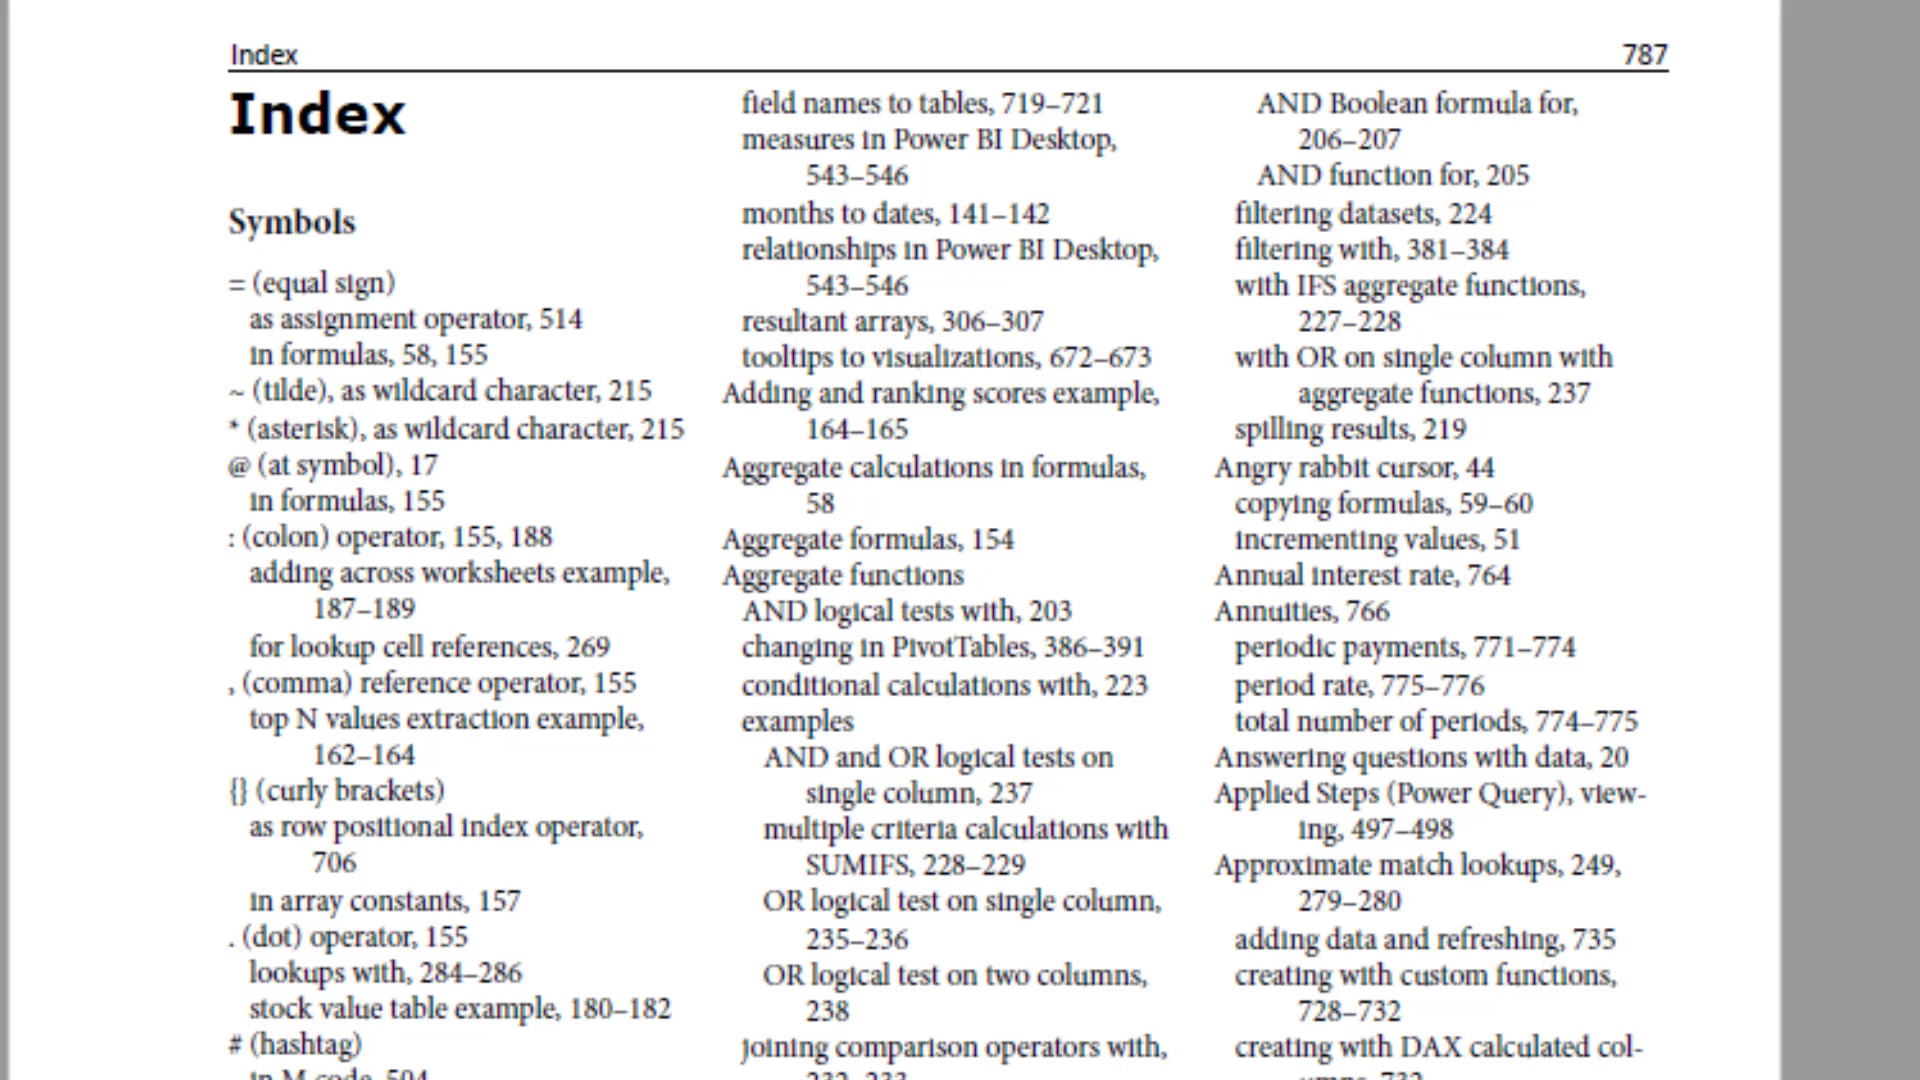 Index 787
Index
Symbols
= (equal sign)
as assignment operator, 514
in formulas, 58, 155
~ (tilde), as wildcard character, 215
* (asterisk), as wildcard character, 215
@ (at symbol), 17
in formulas, 155
: (colon) operator, 155, 188
adding across worksheets example,
187–189
for lookup cell references, 269
, (comma) reference operator, 155
top N values extraction example,
162–164
{} (curly brackets)
as row positional index operator,
706
in array constants, 157
. (dot) operator, 155
lookups with, 284–286
stock value table example, 180–182
# (hashtag)
in M code, 504
field names to tables, 719–721
measures in Power BI Desktop,
543–546
months to dates, 141–142
relationships in Power BI Desktop,
543–546
resultant arrays, 306–307
tooltips to visualizations, 672–673
Adding and ranking scores example,
164–165
Aggregate calculations in formulas,
58
Aggregate formulas, 154
Aggregate functions
AND logical tests with, 203
changing in PivotTables, 386–391
conditional calculations with, 223
examples
AND and OR logical tests on
single column, 237
multiple criteria calculations with
SUMIFS, 228–229
OR logical test on single column,
235–236
OR logical test on two columns,
238
joining comparison operators with,
232–233
AND Boolean formula for,
206–207
AND function for, 205
filtering datasets, 224
filtering with, 381–384
with IFS aggregate functions,
227–228
with OR on single column with
aggregate functions, 237
spilling results, 219
Angry rabbit cursor, 44
copying formulas, 59–60
incrementing values, 51
Annual interest rate, 764
Annuities, 766
periodic payments, 771–774
period rate, 775–776
total number of periods, 774–775
Answering questions with data, 20
Applied Steps (Power Query), view-
ing, 497–498
Approximate match lookups, 249,
279–280
adding data and refreshing, 735
creating with custom functions,
728–732
creating with DAX calculated col-
umns, 732